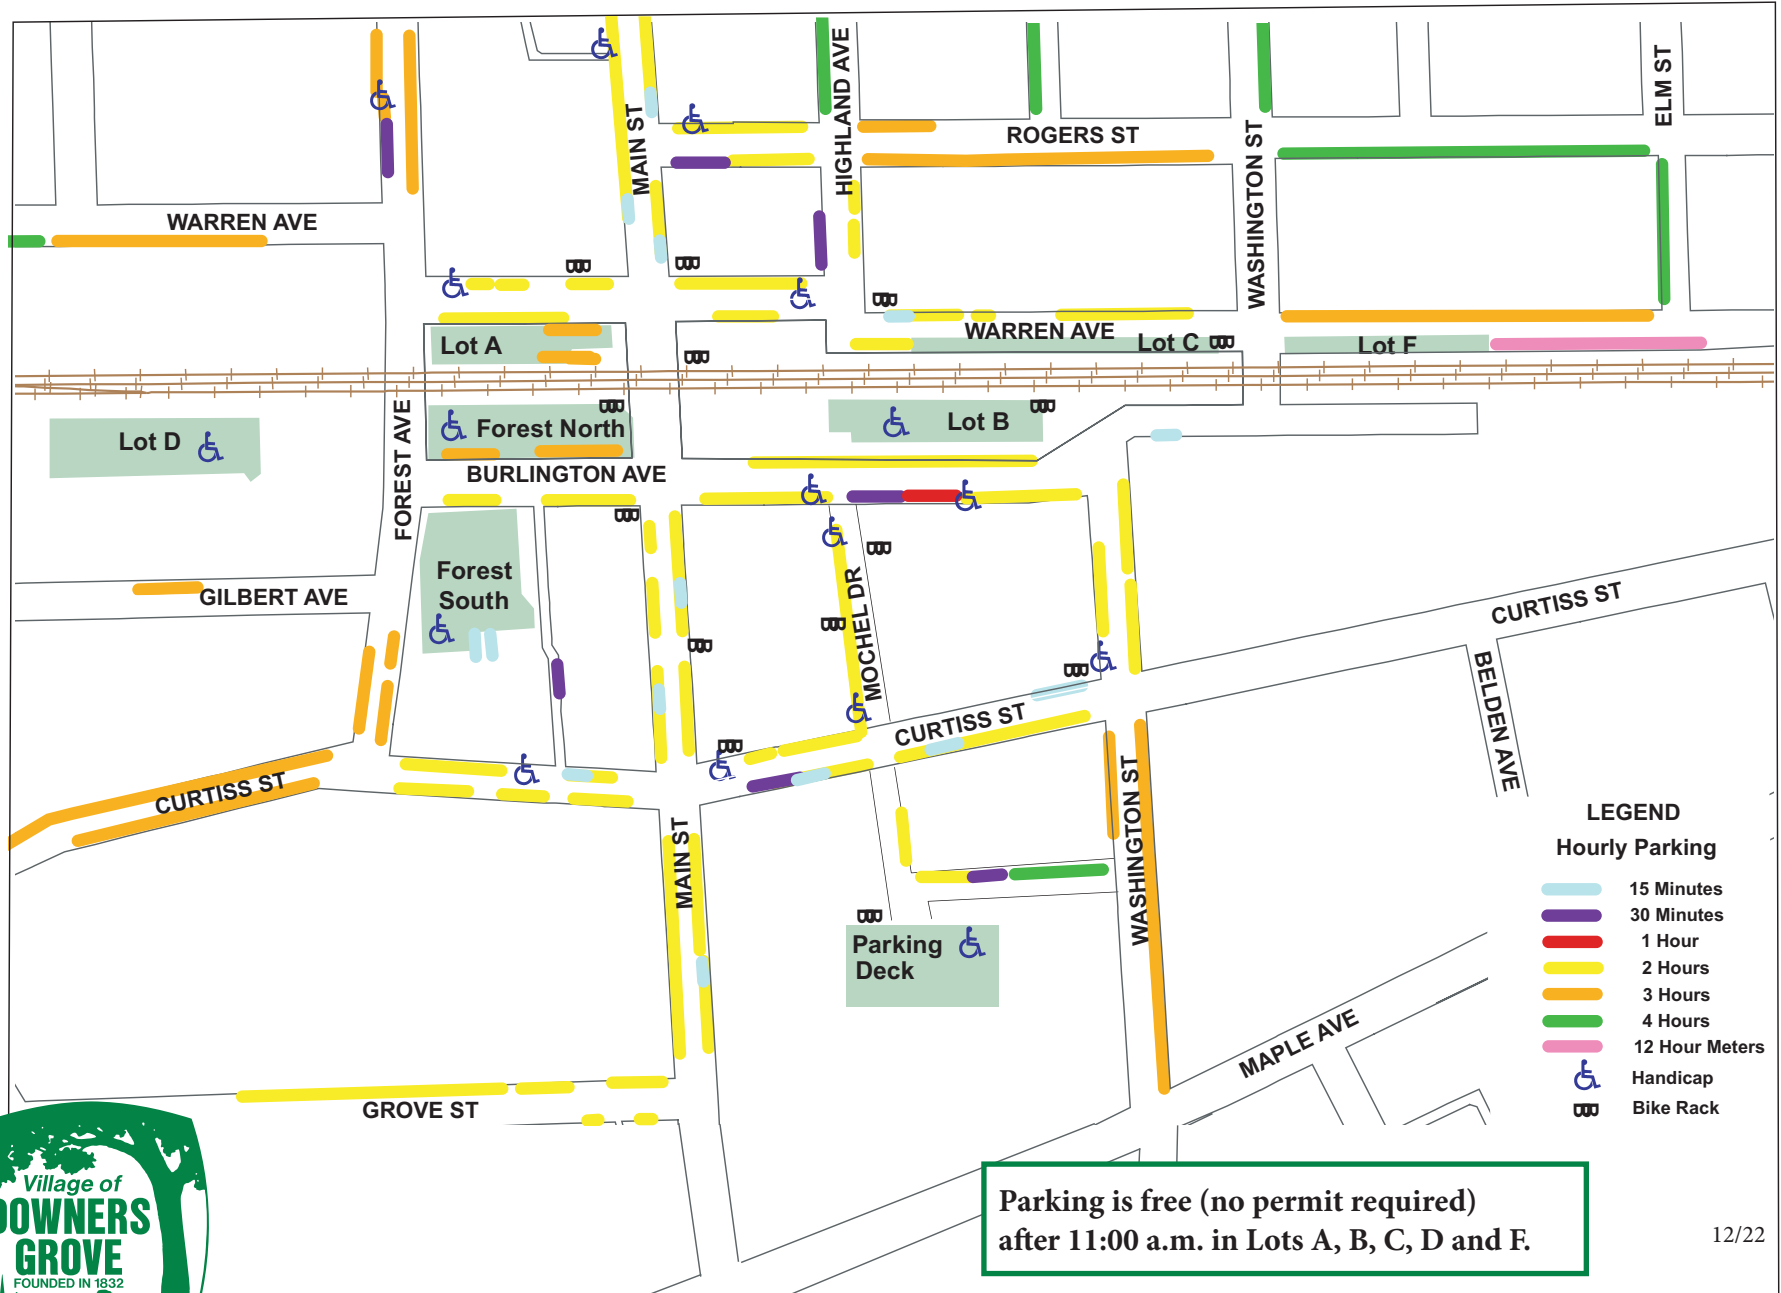 HIGHLAND AVE
ELM ST
MAIN ST
ROGERS ST
WASHINGTON ST
WARREN AVE
WARREN AVE
Lot A
Lot C
Lot F
Lot D
FOREST AVE
Forest North
Lot B
BURLINGTON AVE
Forest
South
GILBERT AVE
MOCHEL DR
CURTISS ST
CURTISS ST
BELDEN AVE
CURTISS ST
MAIN ST
WASHINGTON ST
Parking
Deck
MAPLE AVE
GROVE ST
LEGEND
Hourly Parking
15 Minutes
30 Minutes
1 Hour
2 Hours
3 Hours
4 Hours
12 Hour Meters
Handicap
Bike Rack
Village of
DOWNERS
GROVE
FOUNDED IN 1832
Parking is free (no permit required)
after 11:00 a.m. in Lots A, B, C, D and F.
12/22